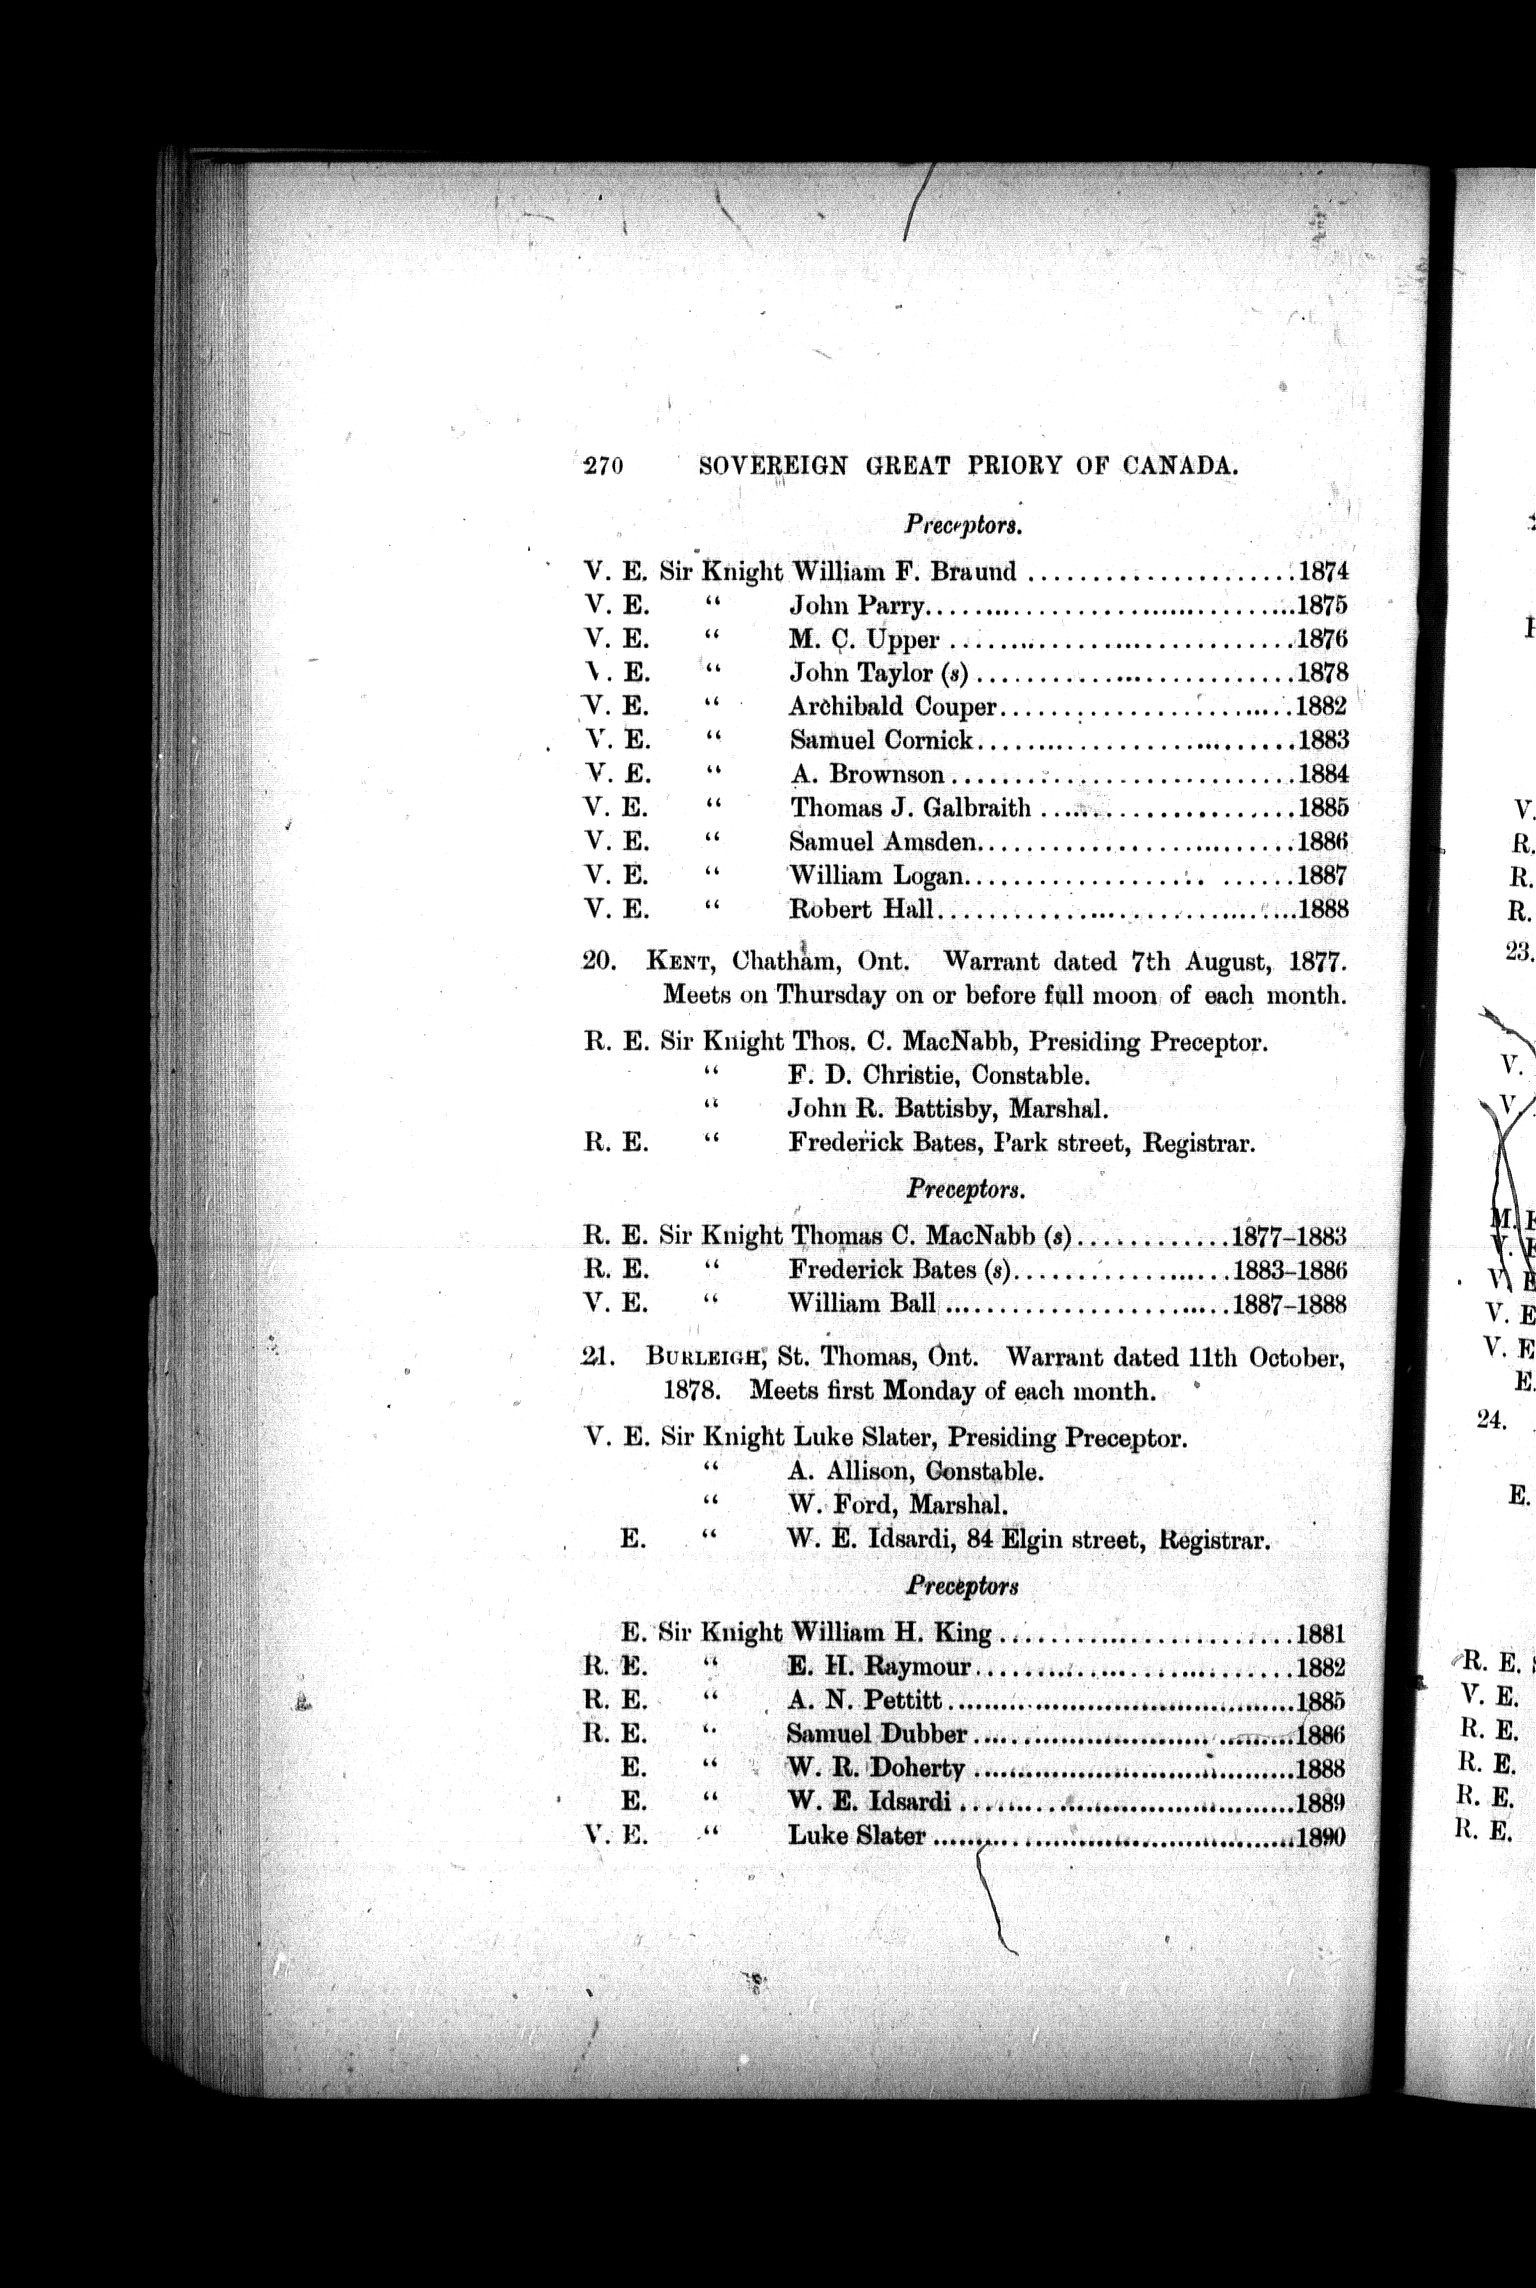 270 SOVEREIGN GREAT PRIORY OF CANADA.
Preceptors.
V. E. Sir Knight William F. Braund ......................1874
V. E. “ John Parry..............................1875
V. E. “ M. C. Upper ............................1876
V. E. “ John Taylor (s) ..........................1878
V. E. “ Archibald Couper........................1882
V. E. “ Samuel Cornick..........................1883
V. E. “ A. Brownson............................1884
V. E. “ Thomas J. Galbraith .....................1885
V. E. “ Samuel Amsden..........................1886
V. E. “ William Logan.................... ......1887
V. E. “ Robert Hall.............................1888
20. KENT, Chatham, Ont. Warrant dated 7th August, 1877.
Meets on Thursday on or before full moon of each month.
R. E. Sir Knight Thos. C. MacNabb, Presiding Preceptor.
“ F. D. Christie, Constable.
“ John R. Battisby, Marshal.
R. E. “ Frederick Bates, Park street, Registrar.
Preceptors.
R. E. Sir Knight Thomas C. MacNabb (s)............1877–1883
R. E. “ Frederick Bates (s)..................1883–1886
V. E. “ William Ball .......................1887–1888
21. BURLEIGH, St. Thomas, Ont. Warrant dated 11th October,
1878. Meets first Monday of each month.
V. E. Sir Knight Luke Slater, Presiding Preceptor.
“ A. Allison, Constable.
“ W. Ford, Marshal.
E. “ W. E. Idsardi, 84 Elgin street, Registrar.
Preceptors
E. Sir Knight William H. King ........................1881
R. E. “ E. H. Raymour..........................1882
R. E. “ A. N. Pettitt.............................1885
R. E. “ Samuel Dubber ..........................1886
E. “ W. R. Doherty ..........................1888
E. “ W. E. Idsardi ............................1889
V. E. “ Luke Slater ..............................1890
V.
R.
R.
R.
23.
V.
V
M. E
V. E
V. E
V. E
V. E
E.
24.
E.
R. E.
V. E.
R. E.
R. E.
R. E.
R. E.